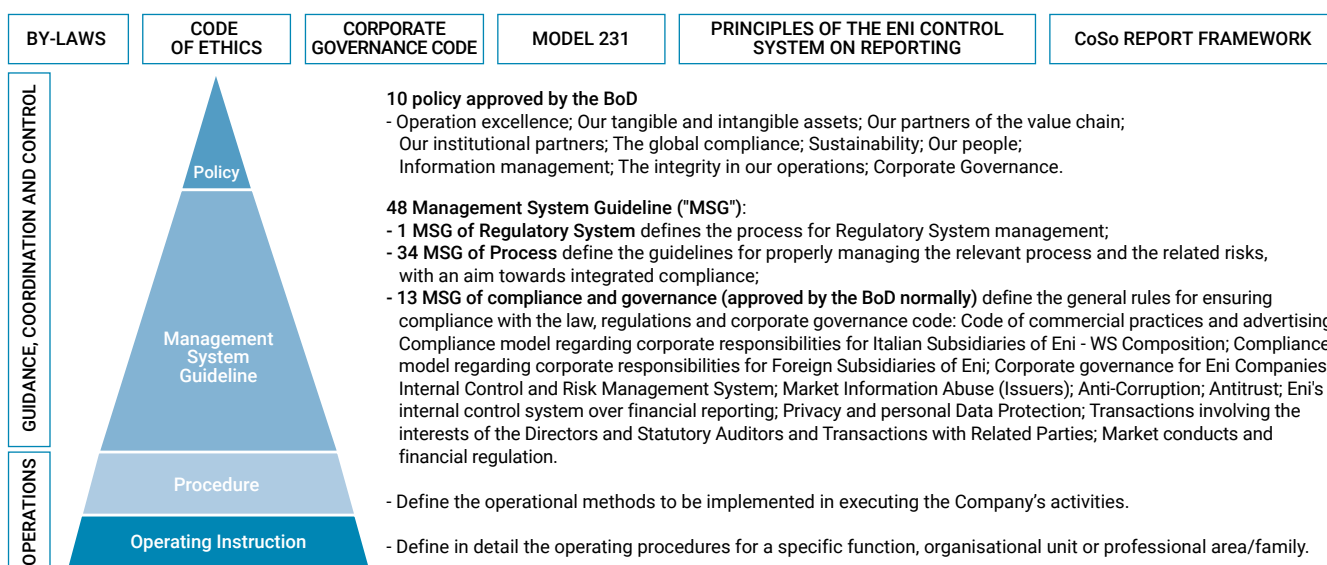 BY-LAWS
CODE
OF ETHICS
CORPORATE
GOVERNANCE CODE
MODEL 231
PRINCIPLES OF THE ENI CONTROL
SYSTEM ON REPORTING
CoSo REPORT FRAMEWORK
GUIDANCE, COORDINATION AND CONTROL
Policy
10 policy approved by the BoD
- Operation excellence; Our tangible and intangible assets; Our partners of the value chain;
Our institutional partners; The global compliance; Sustainability; Our people;
Information management; The integrity in our operations; Corporate Governance.
Management
System
Guideline
48 Management System Guideline ("MSG"):
- 1 MSG of Regulatory System defines the process for Regulatory System management;
- 34 MSG of Process define the guidelines for properly managing the relevant process and the related risks,
with an aim towards integrated compliance;
- 13 MSG of compliance and governance (approved by the BoD normally) define the general rules for ensuring
compliance with the law, regulations and corporate governance code: Code of commercial practices and advertising
Compliance model regarding corporate responsibilities for Italian Subsidiaries of Eni - WS Composition; Compliance
model regarding corporate responsibilities for Foreign Subsidiaries of Eni; Corporate governance for Eni Companies
Internal Control and Risk Management System; Market Information Abuse (Issuers); Anti-Corruption; Antitrust; Eni's
internal control system over financial reporting; Privacy and personal Data Protection; Transactions involving the
interests of the Directors and Statutory Auditors and Transactions with Related Parties; Market conducts and
financial regulation.
OPERATIONS
Procedure
- Define the operational methods to be implemented in executing the Company’s activities.
Operating Instruction
- Define in detail the operating procedures for a specific function, organisational unit or professional area/family.